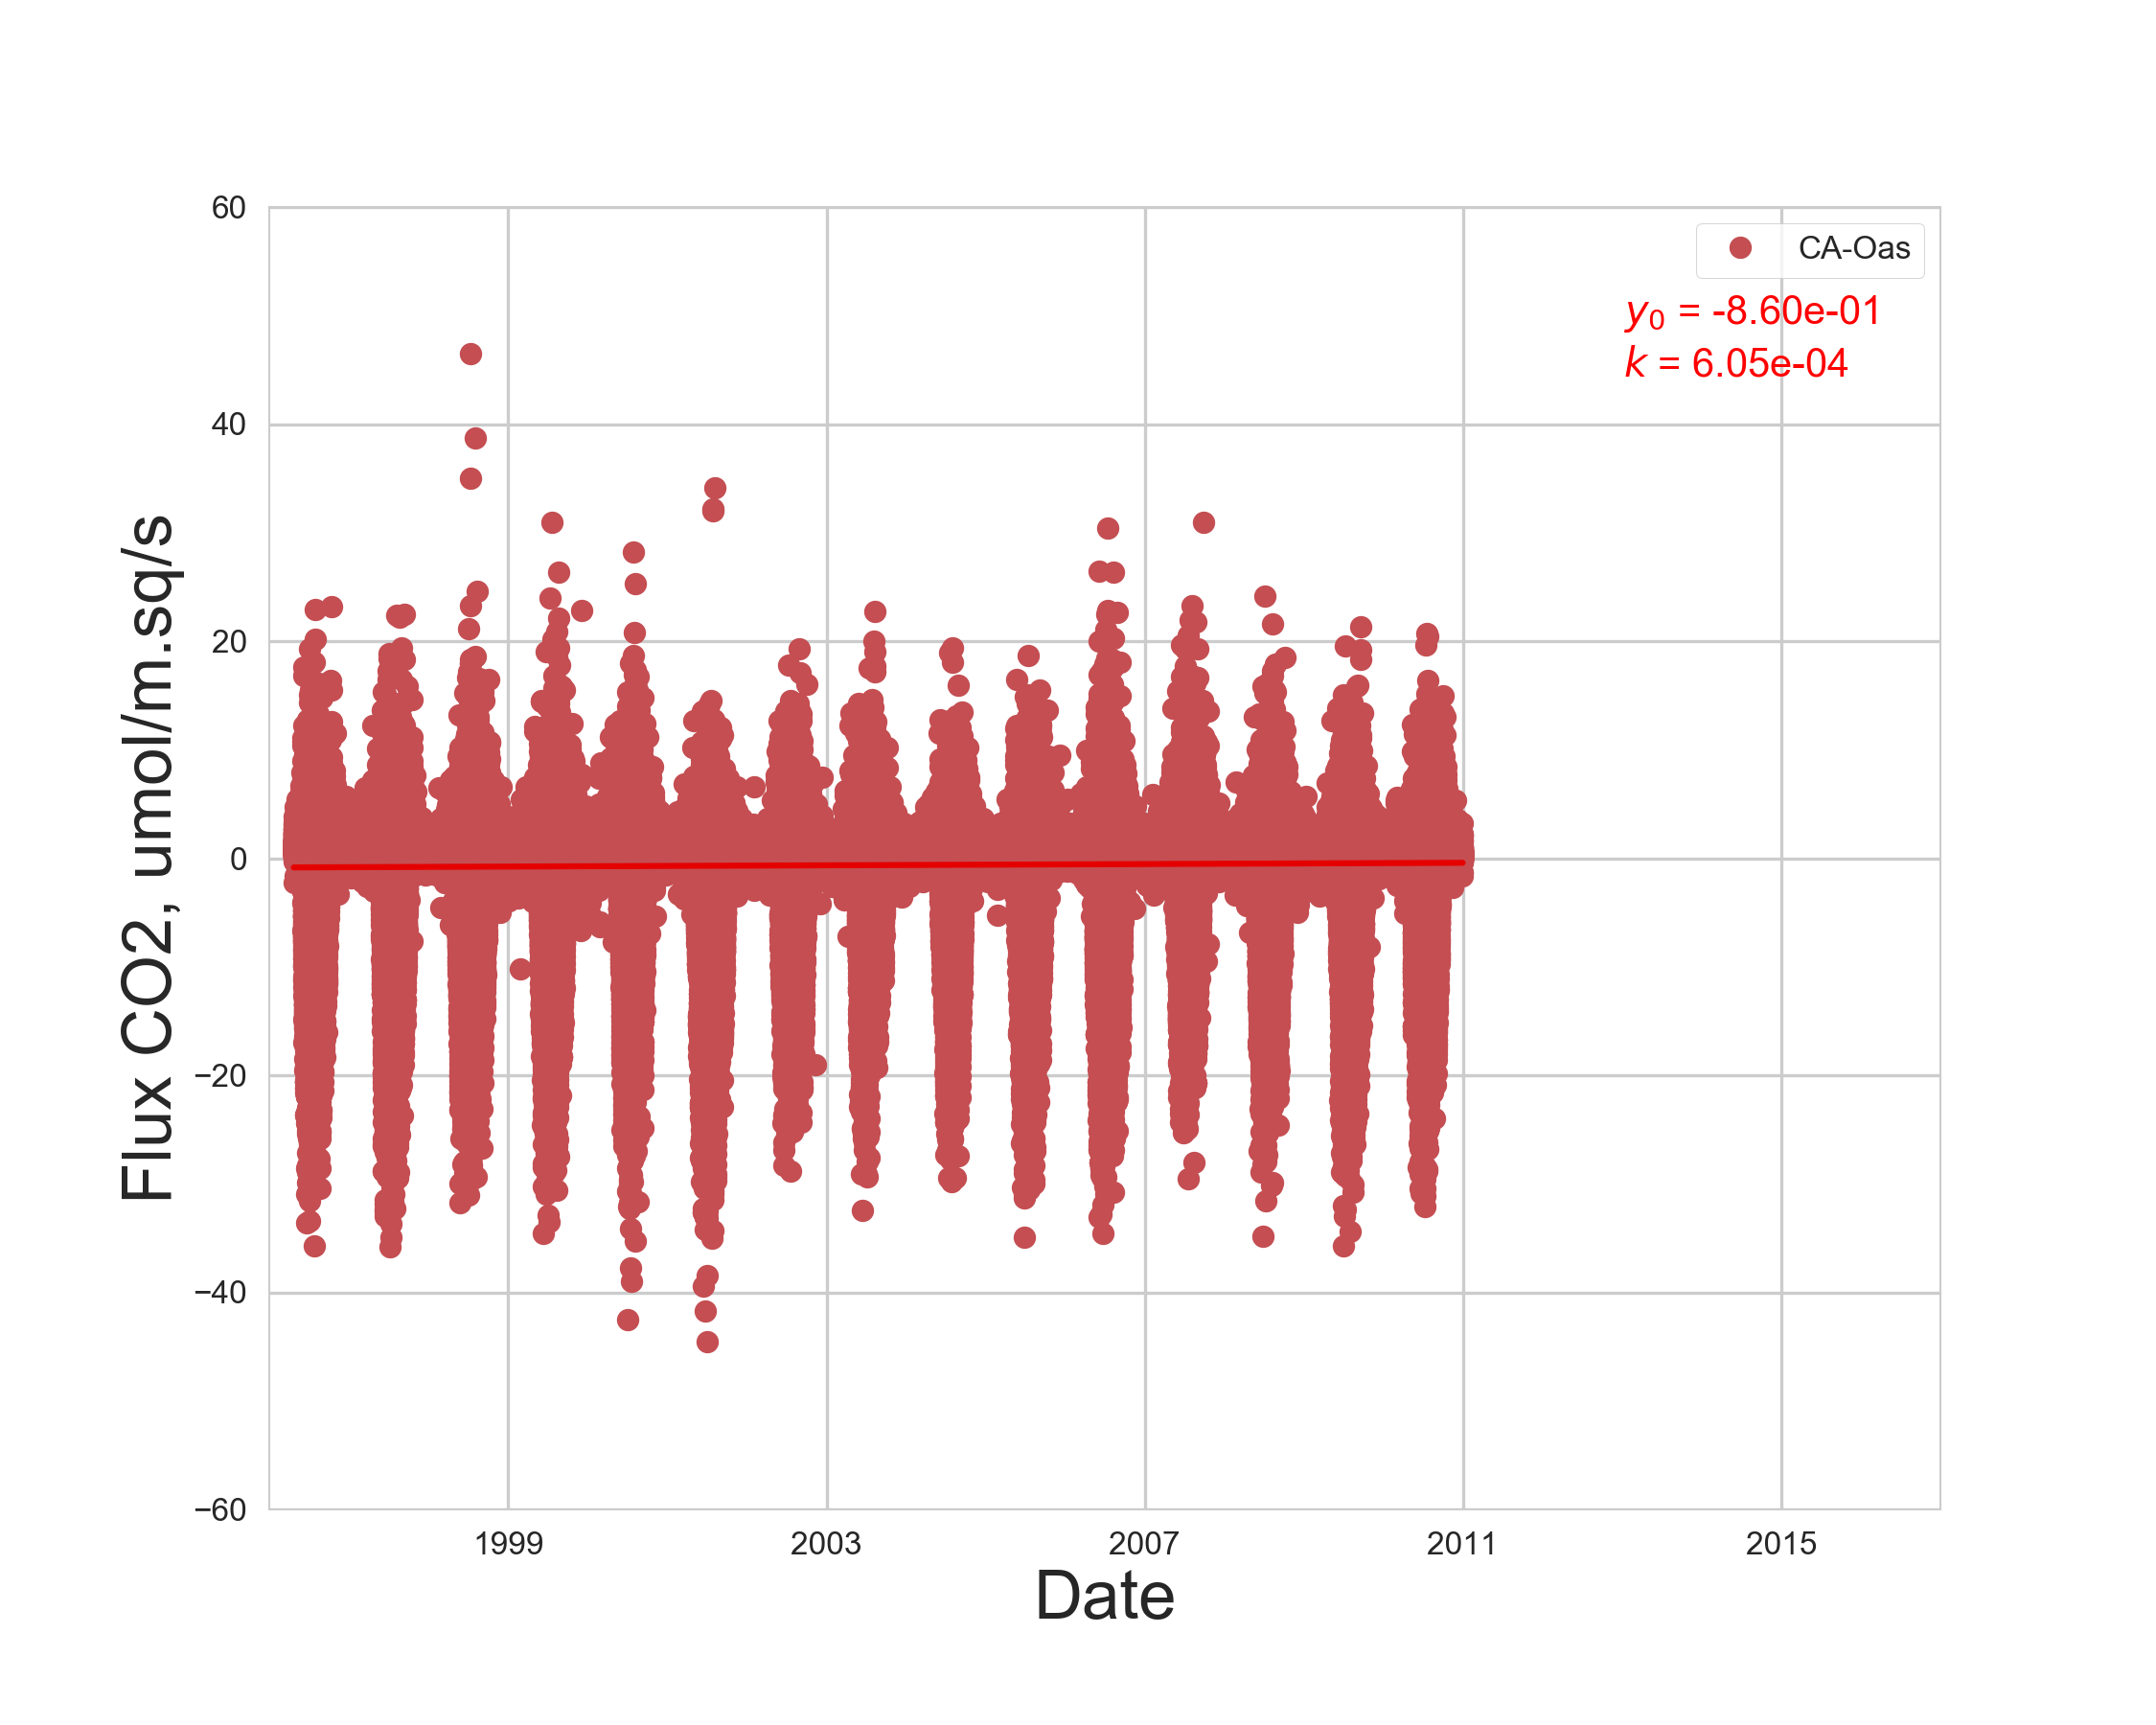 60
40
20
0
−20
−40
−60
Flux CO2, umol/m.sq/s
CA-Oas
y₀ = -8.60e-01
k = 6.05e-04
1999
2003
2007
2011
2015
Date